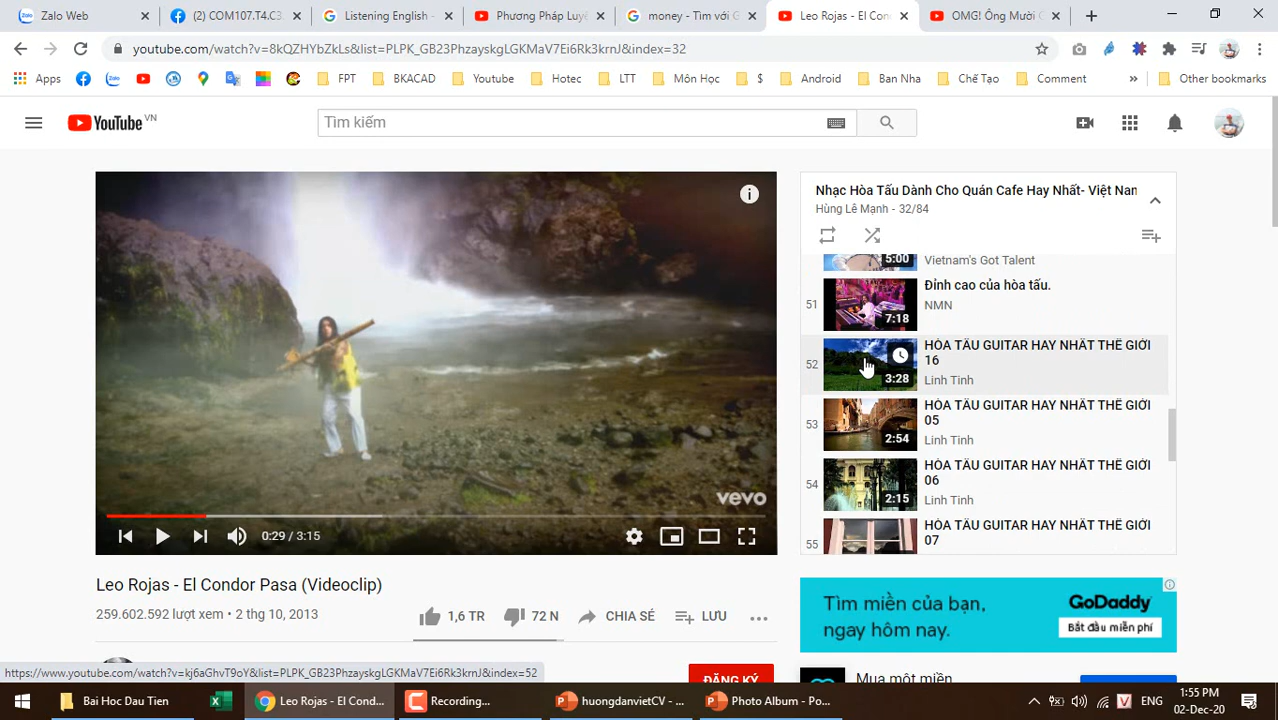 Zalo Web
(2) COM107.T4.C3.
Listening English -
Phương Pháp Luyệ
money - Tìm với G
Leo Rojas - El Con
OMG! Ông Mười C
youtube.com/watch?v=8kQZHYbZkLs&list=PLPK_GB23PhzayskgLGKMaV7Ei6Rk3krnJ&index=32
Apps
FPT
BKACAD
Youtube
Hotec
LTT
Môn Học
$
Android
Ban Nha
Chế Tạo
Comment
»
Other bookmarks
YouTube VN
Tìm kiếm
Nhạc Hòa Tấu Dành Cho Quán Cafe Hay Nhất- Việt Nam
Hùng Lê Mạnh - 32/84
5:00
Vietnam's Got Talent
51
7:18
Đỉnh cao của hòa tấu.
NMN
52
3:28
HÒA TẤU GUITAR HAY NHẤT THẾ GIỚI
16
Linh Tinh
53
2:54
HÒA TẤU GUITAR HAY NHẤT THẾ GIỚI
05
Linh Tinh
54
2:15
HÒA TẤU GUITAR HAY NHẤT THẾ GIỚI
06
Linh Tinh
55
HÒA TẤU GUITAR HAY NHẤT THẾ GIỚI
07
vevo
0:29 / 3:15
Leo Rojas - El Condor Pasa (Videoclip)
259.602.592 lượt xem • 2 thg 10, 2013
1,6 TR
72 N
CHIA SẺ
LƯU
ĐĂNG KÝ
Tìm miền của bạn,
ngay hôm nay.
GoDaddy
Bắt đầu miễn phí
Mua một miền
https://www.youtube.com/watch?v=kj6aGhvT9oY&list=PLPK_GB23PhzayskgLGKMaV7Ei6Rk3krnJ&index=52
Bai Hoc Dau Tien
Leo Rojas - El Cond...
Recording...
huongdanvietCV - ...
Photo Album - Po...
V
ENG
1:55 PM
02-Dec-20